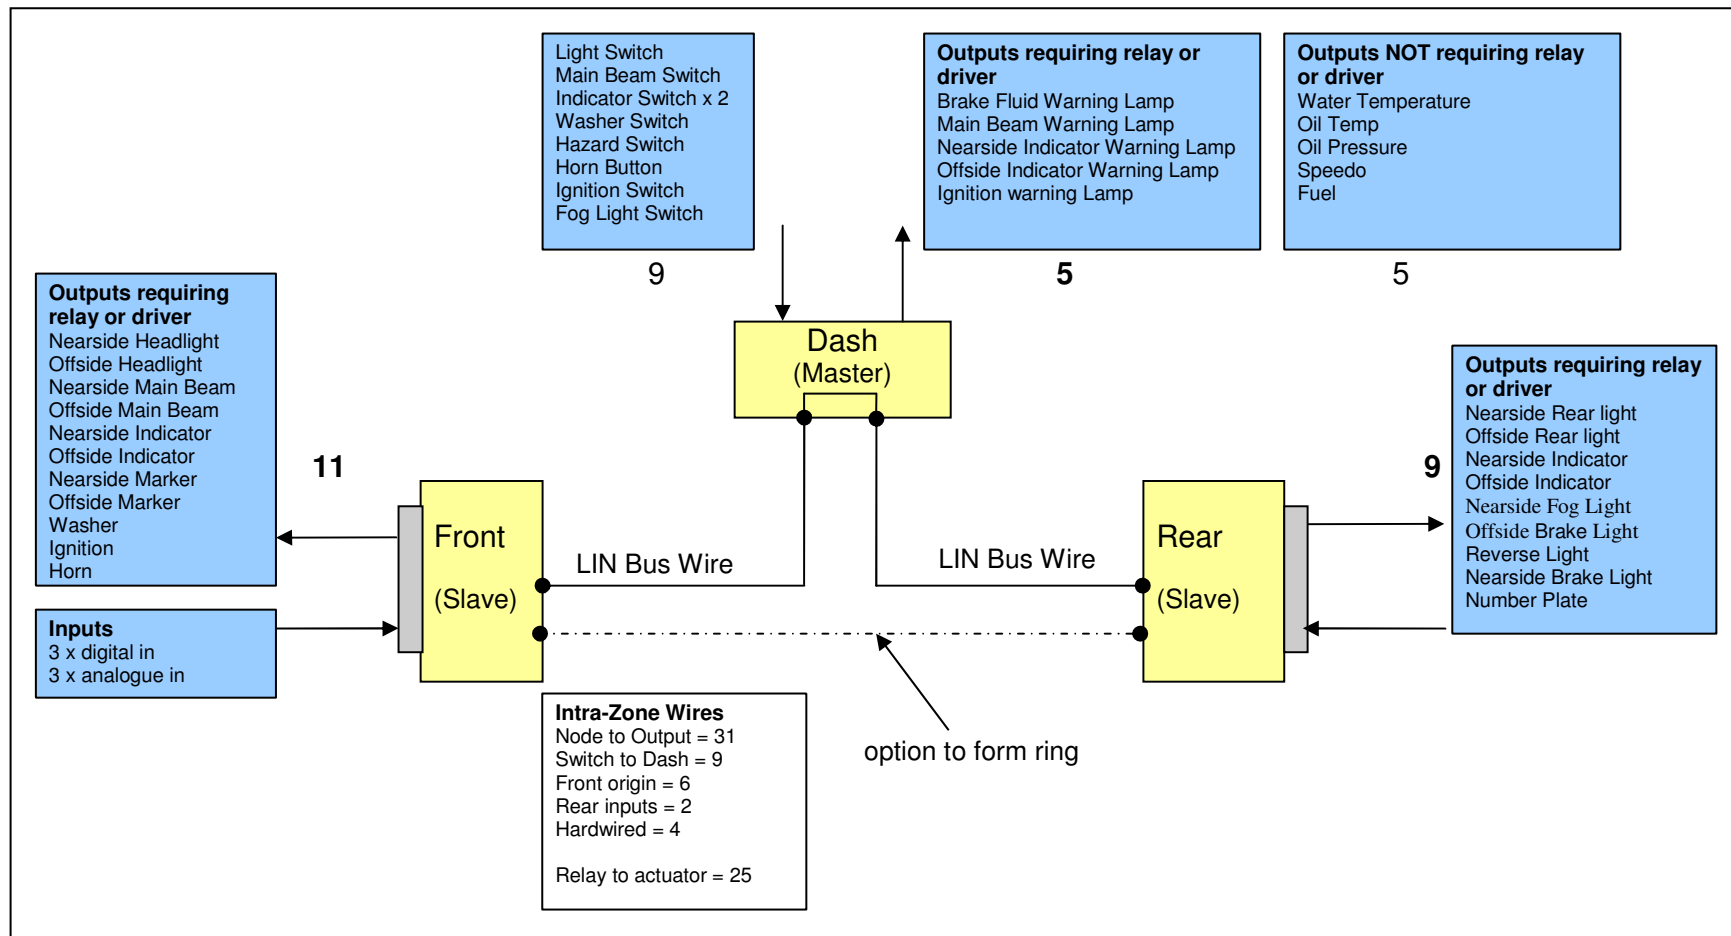 Light Switch
Main Beam Switch
Indicator Switch x 2
Washer Switch
Hazard Switch
Horn Button
Ignition Switch
Fog Light Switch
9
Outputs requiring relay or
driver
Brake Fluid Warning Lamp
Main Beam Warning Lamp
Nearside Indicator Warning Lamp
Offside Indicator Warning Lamp
Ignition warning Lamp
5
Outputs NOT requiring relay
or driver
Water Temperature
Oil Temp
Oil Pressure
Speedo
Fuel
5
Dash
(Master)
Outputs requiring
relay or driver
Nearside Headlight
Offside Headlight
Nearside Main Beam
Offside Main Beam
Nearside Indicator
Offside Indicator
Nearside Marker
Offside Marker
Washer
Ignition
Horn
11
Inputs
3 x digital in
3 x analogue in
Front
(Slave)
LIN Bus Wire
LIN Bus Wire
Rear
(Slave)
9
Outputs requiring relay
or driver
Nearside Rear light
Offside Rear light
Nearside Indicator
Offside Indicator
Nearside Fog Light
Offside Brake Light
Reverse Light
Nearside Brake Light
Number Plate
option to form ring
Intra-Zone Wires
Node to Output = 31
Switch to Dash = 9
Front origin = 6
Rear inputs = 2
Hardwired = 4
Relay to actuator = 25